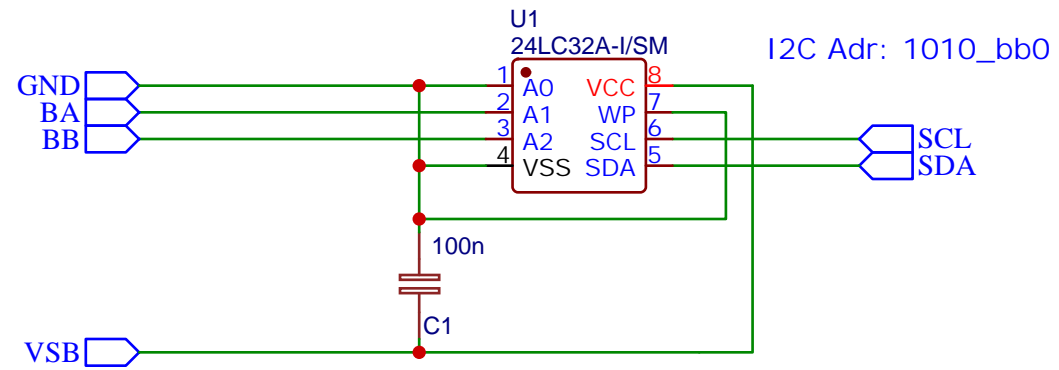 U1
24LC32A-I/SM
I2C Adr: 1010_bb0
GND 1 A0 VCC 8
BA 2 A1 WP 7
BB 3 A2 SCL 6 SCL
4 VSS SDA 5 SDA
100n
C1
VSB